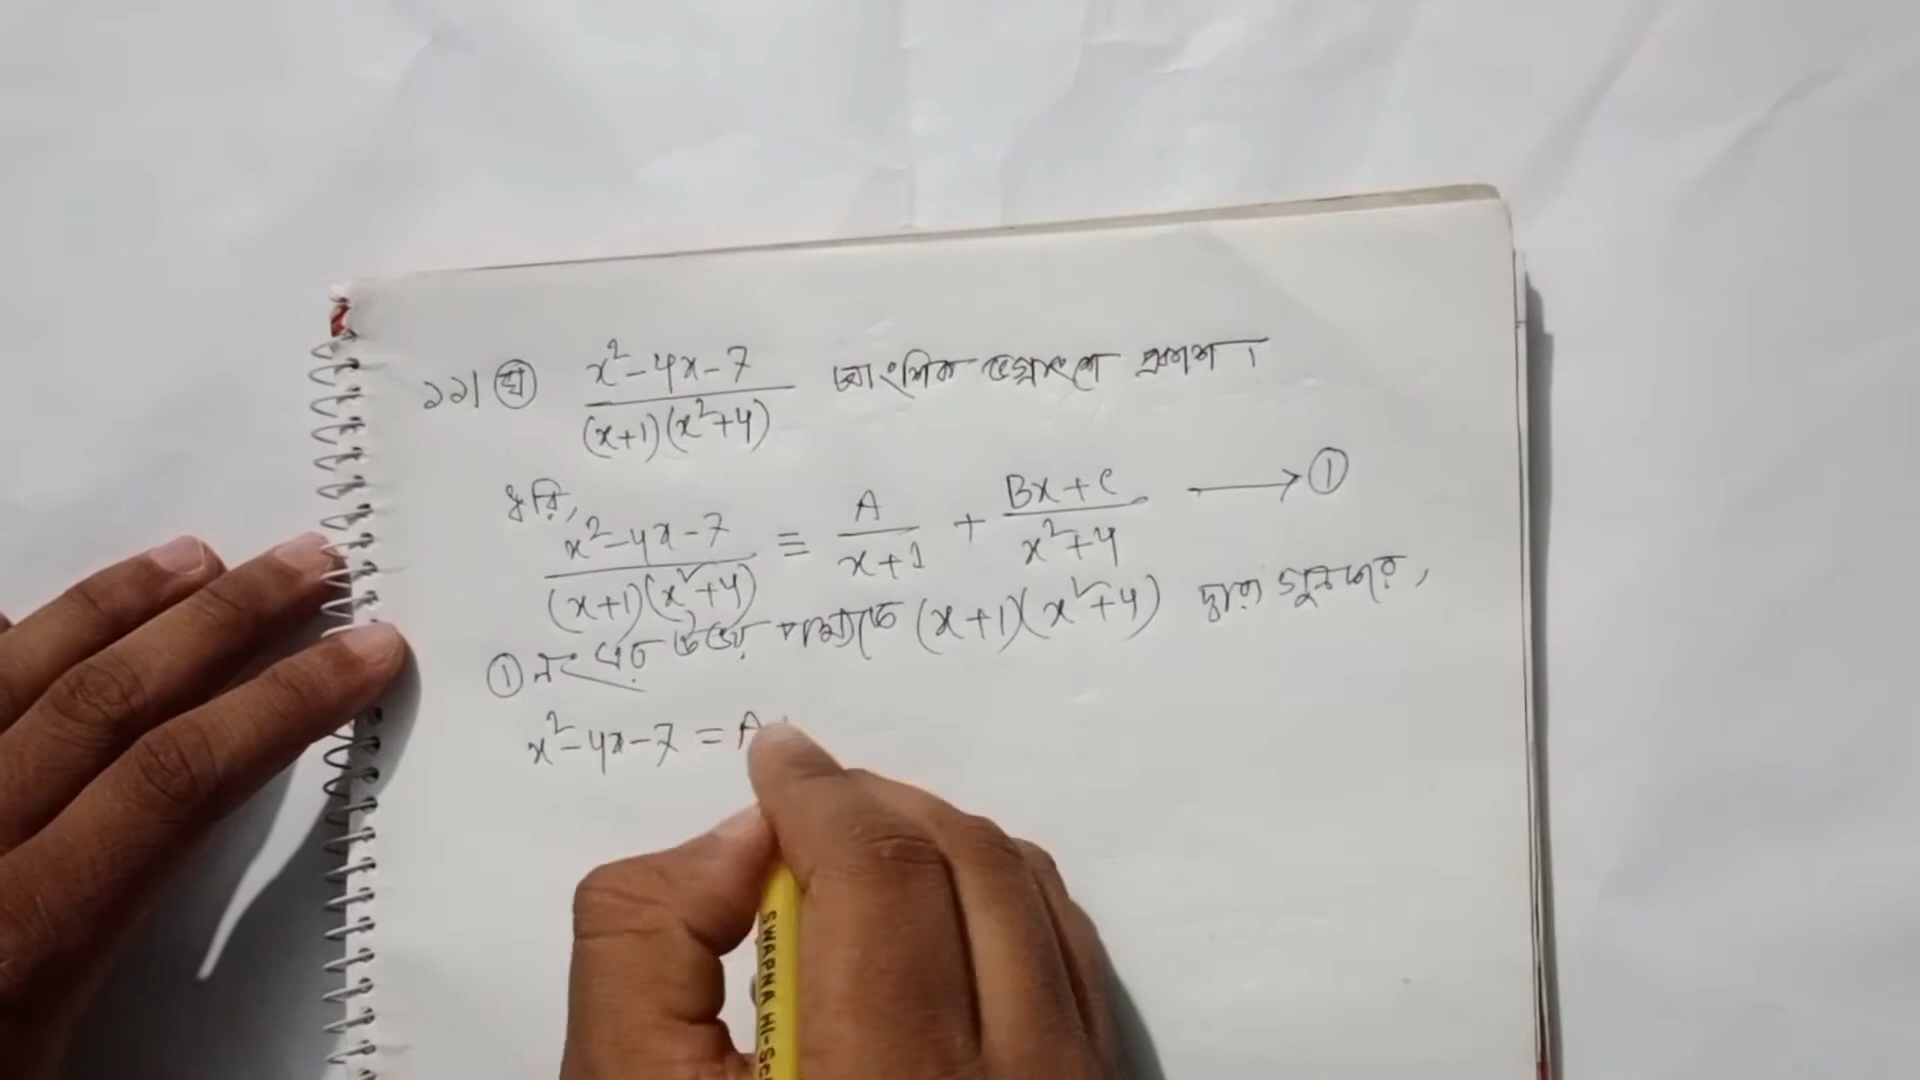 ১১। ঘ x²-4x-7/(x+1)(x²+4) আংশিক ভগ্নাংশে প্রকাশ।
ধরি,
x²-4x-7/(x+1)(x²+4) ≡ A/x+1 + Bx+C/x²+4 ⟶ ①
① নং এর উভয় পক্ষকে (x+1)(x²+4) দ্বারা গুন করে,
x²-4x-7 = A
SWAPNA HI-SC